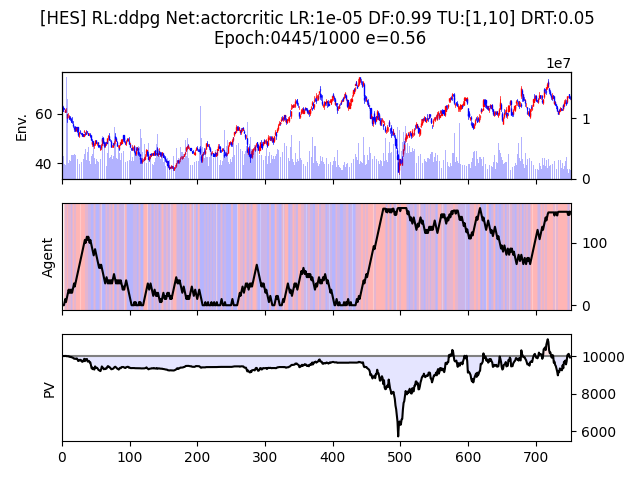 [HES] RL:ddpg Net:actorcritic LR:1e-05 DF:0.99 TU:[1,10] DRT:0.05
Epoch:0445/1000 e=0.56
1e7
Env.
60
40
1
0
Agent
100
0
PV
10000
8000
6000
0
100
200
300
400
500
600
700